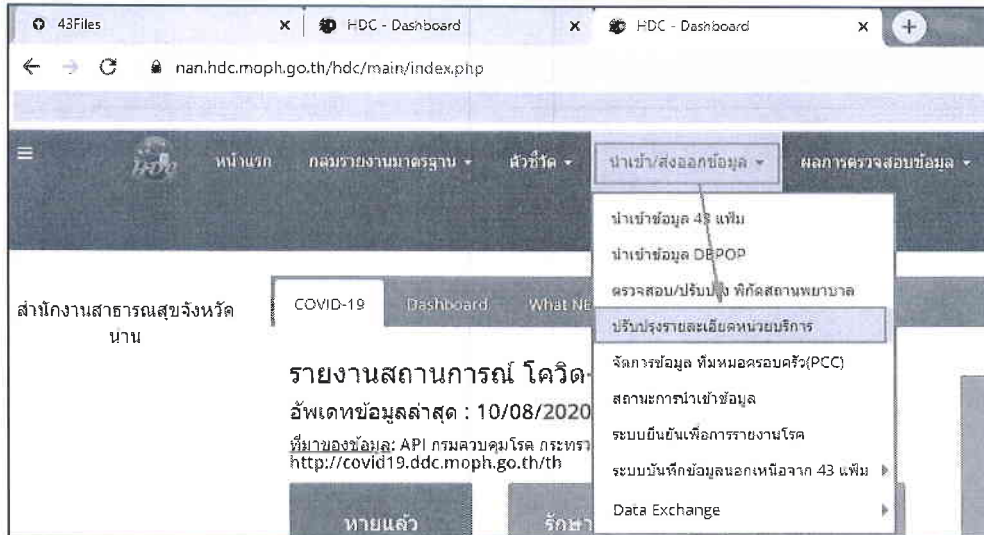 43Files
HDC - Dashboard
HDC - Dashboard
nan.hdc.moph.go.th/hdc/main/index.php
HDC
หน้าแรก
กลุ่มรายงานมาตรฐาน
ตัวชี้วัด
นำเข้า/ส่งออกข้อมูล
ผลการตรวจสอบข้อมูล
นำเข้าข้อมูล 43 แฟ้ม
นำเข้าข้อมูล DBPOP
ตรวจสอบ/ปรับปรุง พิกัดสถานพยาบาล
ปรับปรุงรายละเอียดหน่วยบริการ
จัดการข้อมูล ทีมหมอครอบครัว(PCC)
สถานะการนำเข้าข้อมูล
ระบบยืนยันเพื่อการรายงานโรค
ระบบบันทึกข้อมูลนอกเหนือจาก 43 แฟ้ม
Data Exchange
สำนักงานสาธารณสุขจังหวัด
น่าน
COVID-19
Dashboard
What NE
รายงานสถานการณ์ โควิด-
อัพเดทข้อมูลล่าสุด : 10/08/2020
ที่มาของข้อมูล: API กรมควบคุมโรค กระทรว
http://covid19.ddc.moph.go.th/th
หายแล้ว
รักษา